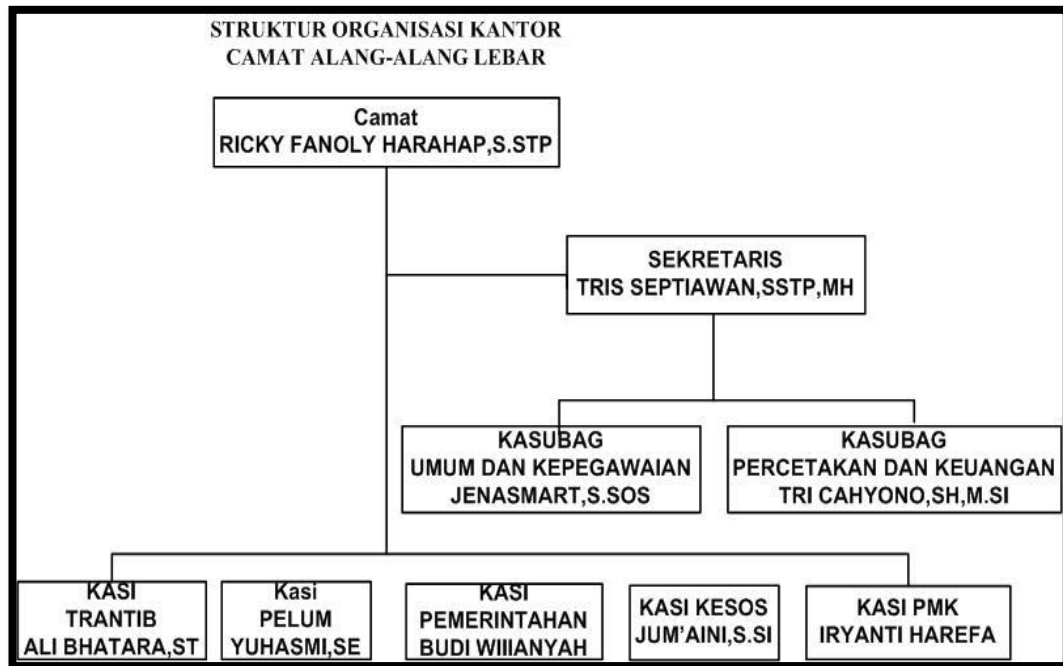 STRUKTUR ORGANISASI KANTOR
CAMAT ALANG-ALANG LEBAR
Camat
RICKY FANOLY HARAHAP,S.STP
SEKRETARIS
TRIS SEPTIAWAN,SSTP,MH
KASUBAG
UMUM DAN KEPEGAWAIAN
JENASMART,S.SOS
KASUBAG
PERCETAKAN DAN KEUANGAN
TRI CAHYONO,SH,M.SI
KASI
TRANTIB
ALI BHATARA,ST
Kasi
PELUM
YUHASMI,SE
KASI
PEMERINTAHAN
BUDI WIIIANYAH
KASI KESOS
JUM’AINI,S.SI
KASI PMK
IRYANTI HAREFA